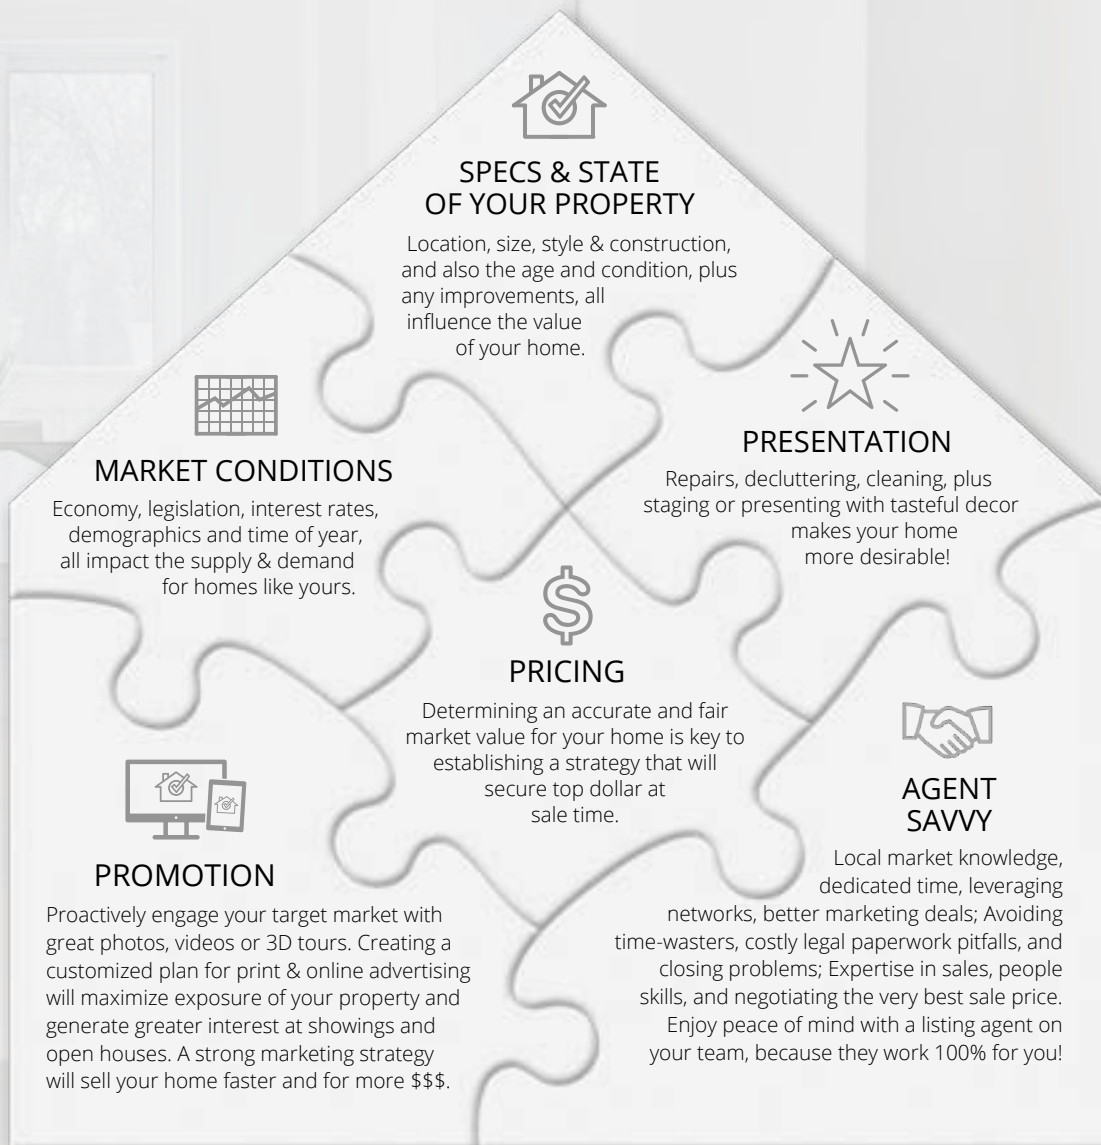 SPECS & STATE
OF YOUR PROPERTY
Location, size, style & construction,
and also the age and condition, plus
any improvements, all
influence the value
of your home.
MARKET CONDITIONS
Economy, legislation, interest rates,
demographics and time of year,
all impact the supply & demand
for homes like yours.
PRESENTATION
Repairs, decluttering, cleaning, plus
staging or presenting with tasteful decor
makes your home
more desirable!
$
PRICING
Determining an accurate and fair
market value for your home is key to
establishing a strategy that will
secure top dollar at
sale time.
PROMOTION
Proactively engage your target market with
great photos, videos or 3D tours. Creating a
customized plan for print & online advertising
will maximize exposure of your property and
generate greater interest at showings and
open houses. A strong marketing strategy
will sell your home faster and for more $$$.
AGENT
SAVVY
Local market knowledge,
dedicated time, leveraging
networks, better marketing deals; Avoiding
time-wasters, costly legal paperwork pitfalls, and
closing problems; Expertise in sales, people
skills, and negotiating the very best sale price.
Enjoy peace of mind with a listing agent on
your team, because they work 100% for you!